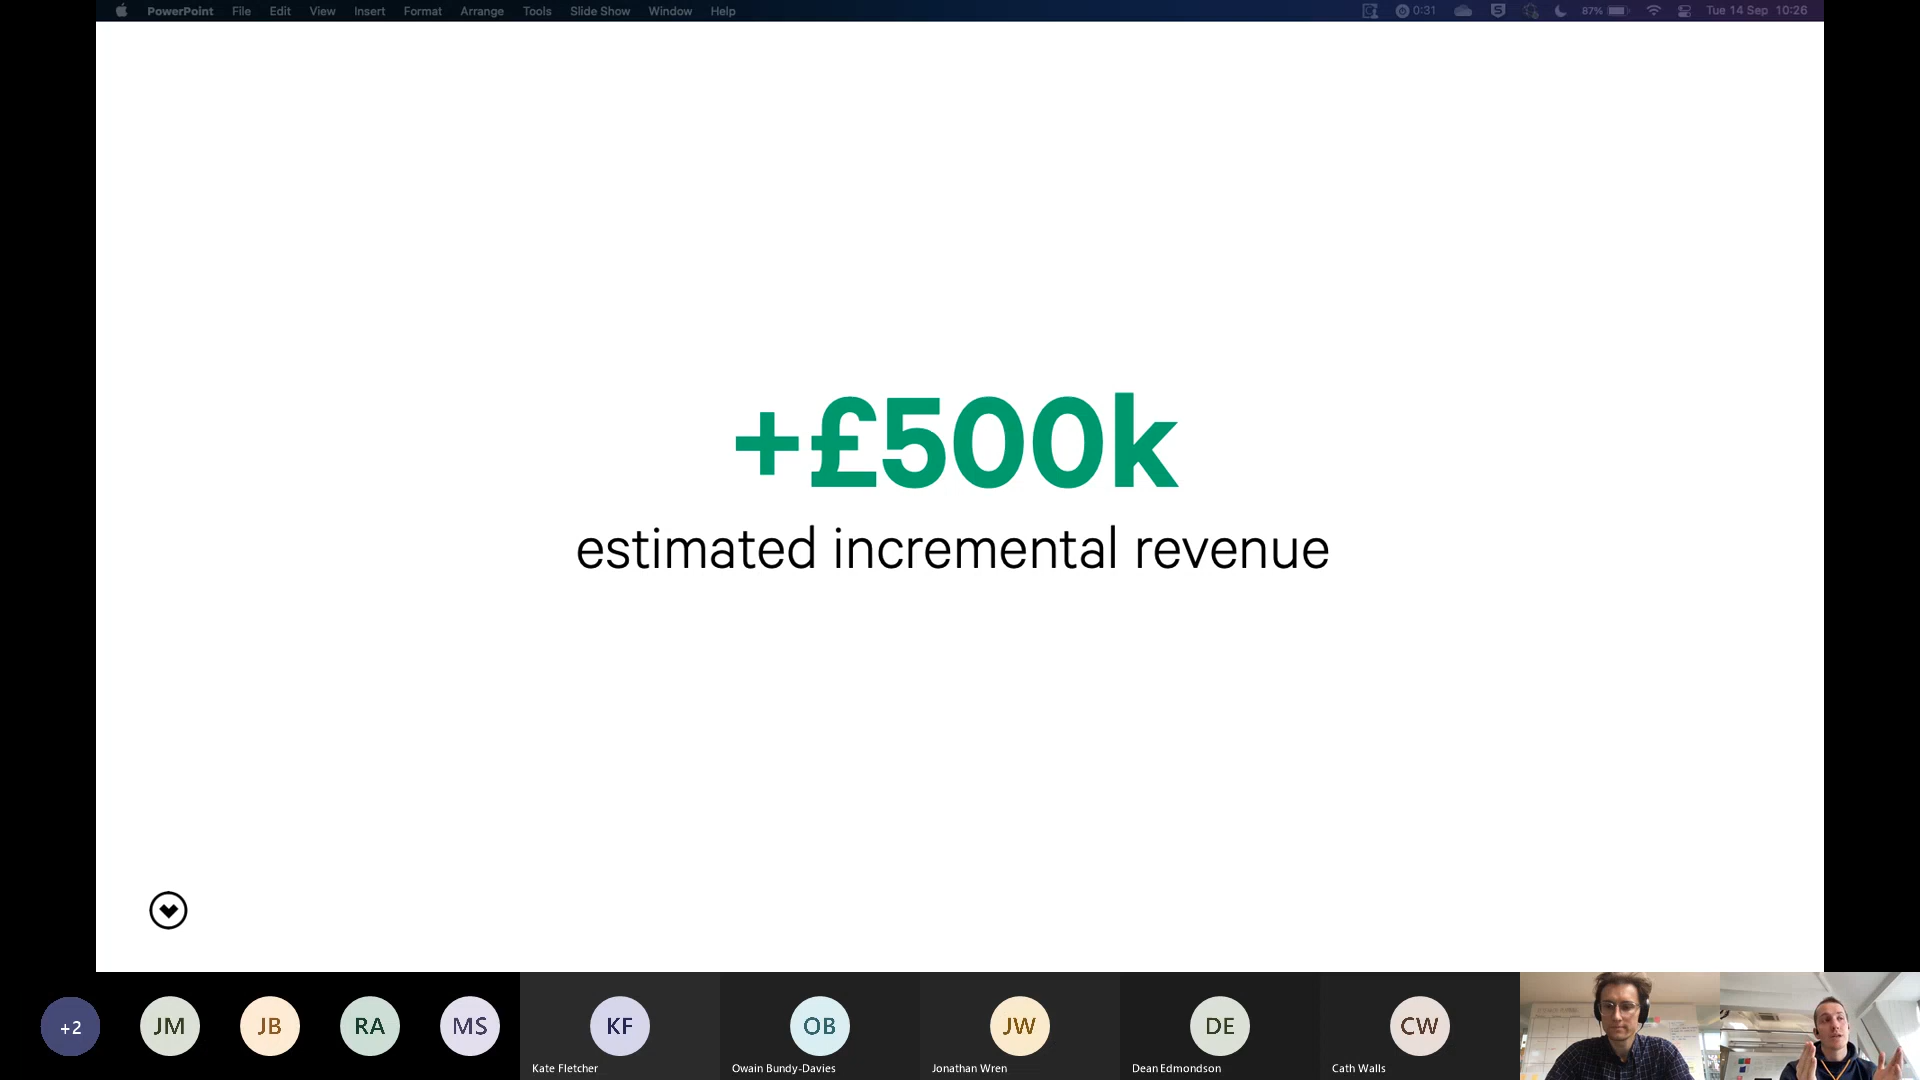 PowerPoint File Edit View Insert Format Arrange Tools Slide Show Window Help 0:31 87% Tue 14 Sep 10:26
+£500k
estimated incremental revenue
+2 JM JB RA MS KF OB JW DE CW
Kate Fletcher Owain Bundy-Davies Jonathan Wren Dean Edmondson Cath Walls